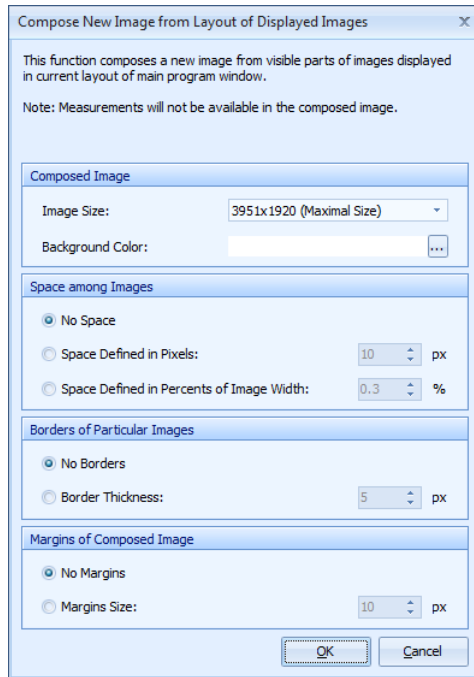 Compose New Image from Layout of Displayed Images
This function composes a new image from visible parts of images displayed
in current layout of main program window.
Note: Measurements will not be available in the composed image.
Composed Image
Image Size: 3951x1920 (Maximal Size)
Background Color: ...
Space among Images
No Space
Space Defined in Pixels: 10 px
Space Defined in Percents of Image Width: 0.3 %
Borders of Particular Images
No Borders
Border Thickness: 5 px
Margins of Composed Image
No Margins
Margins Size: 10 px
OK Cancel